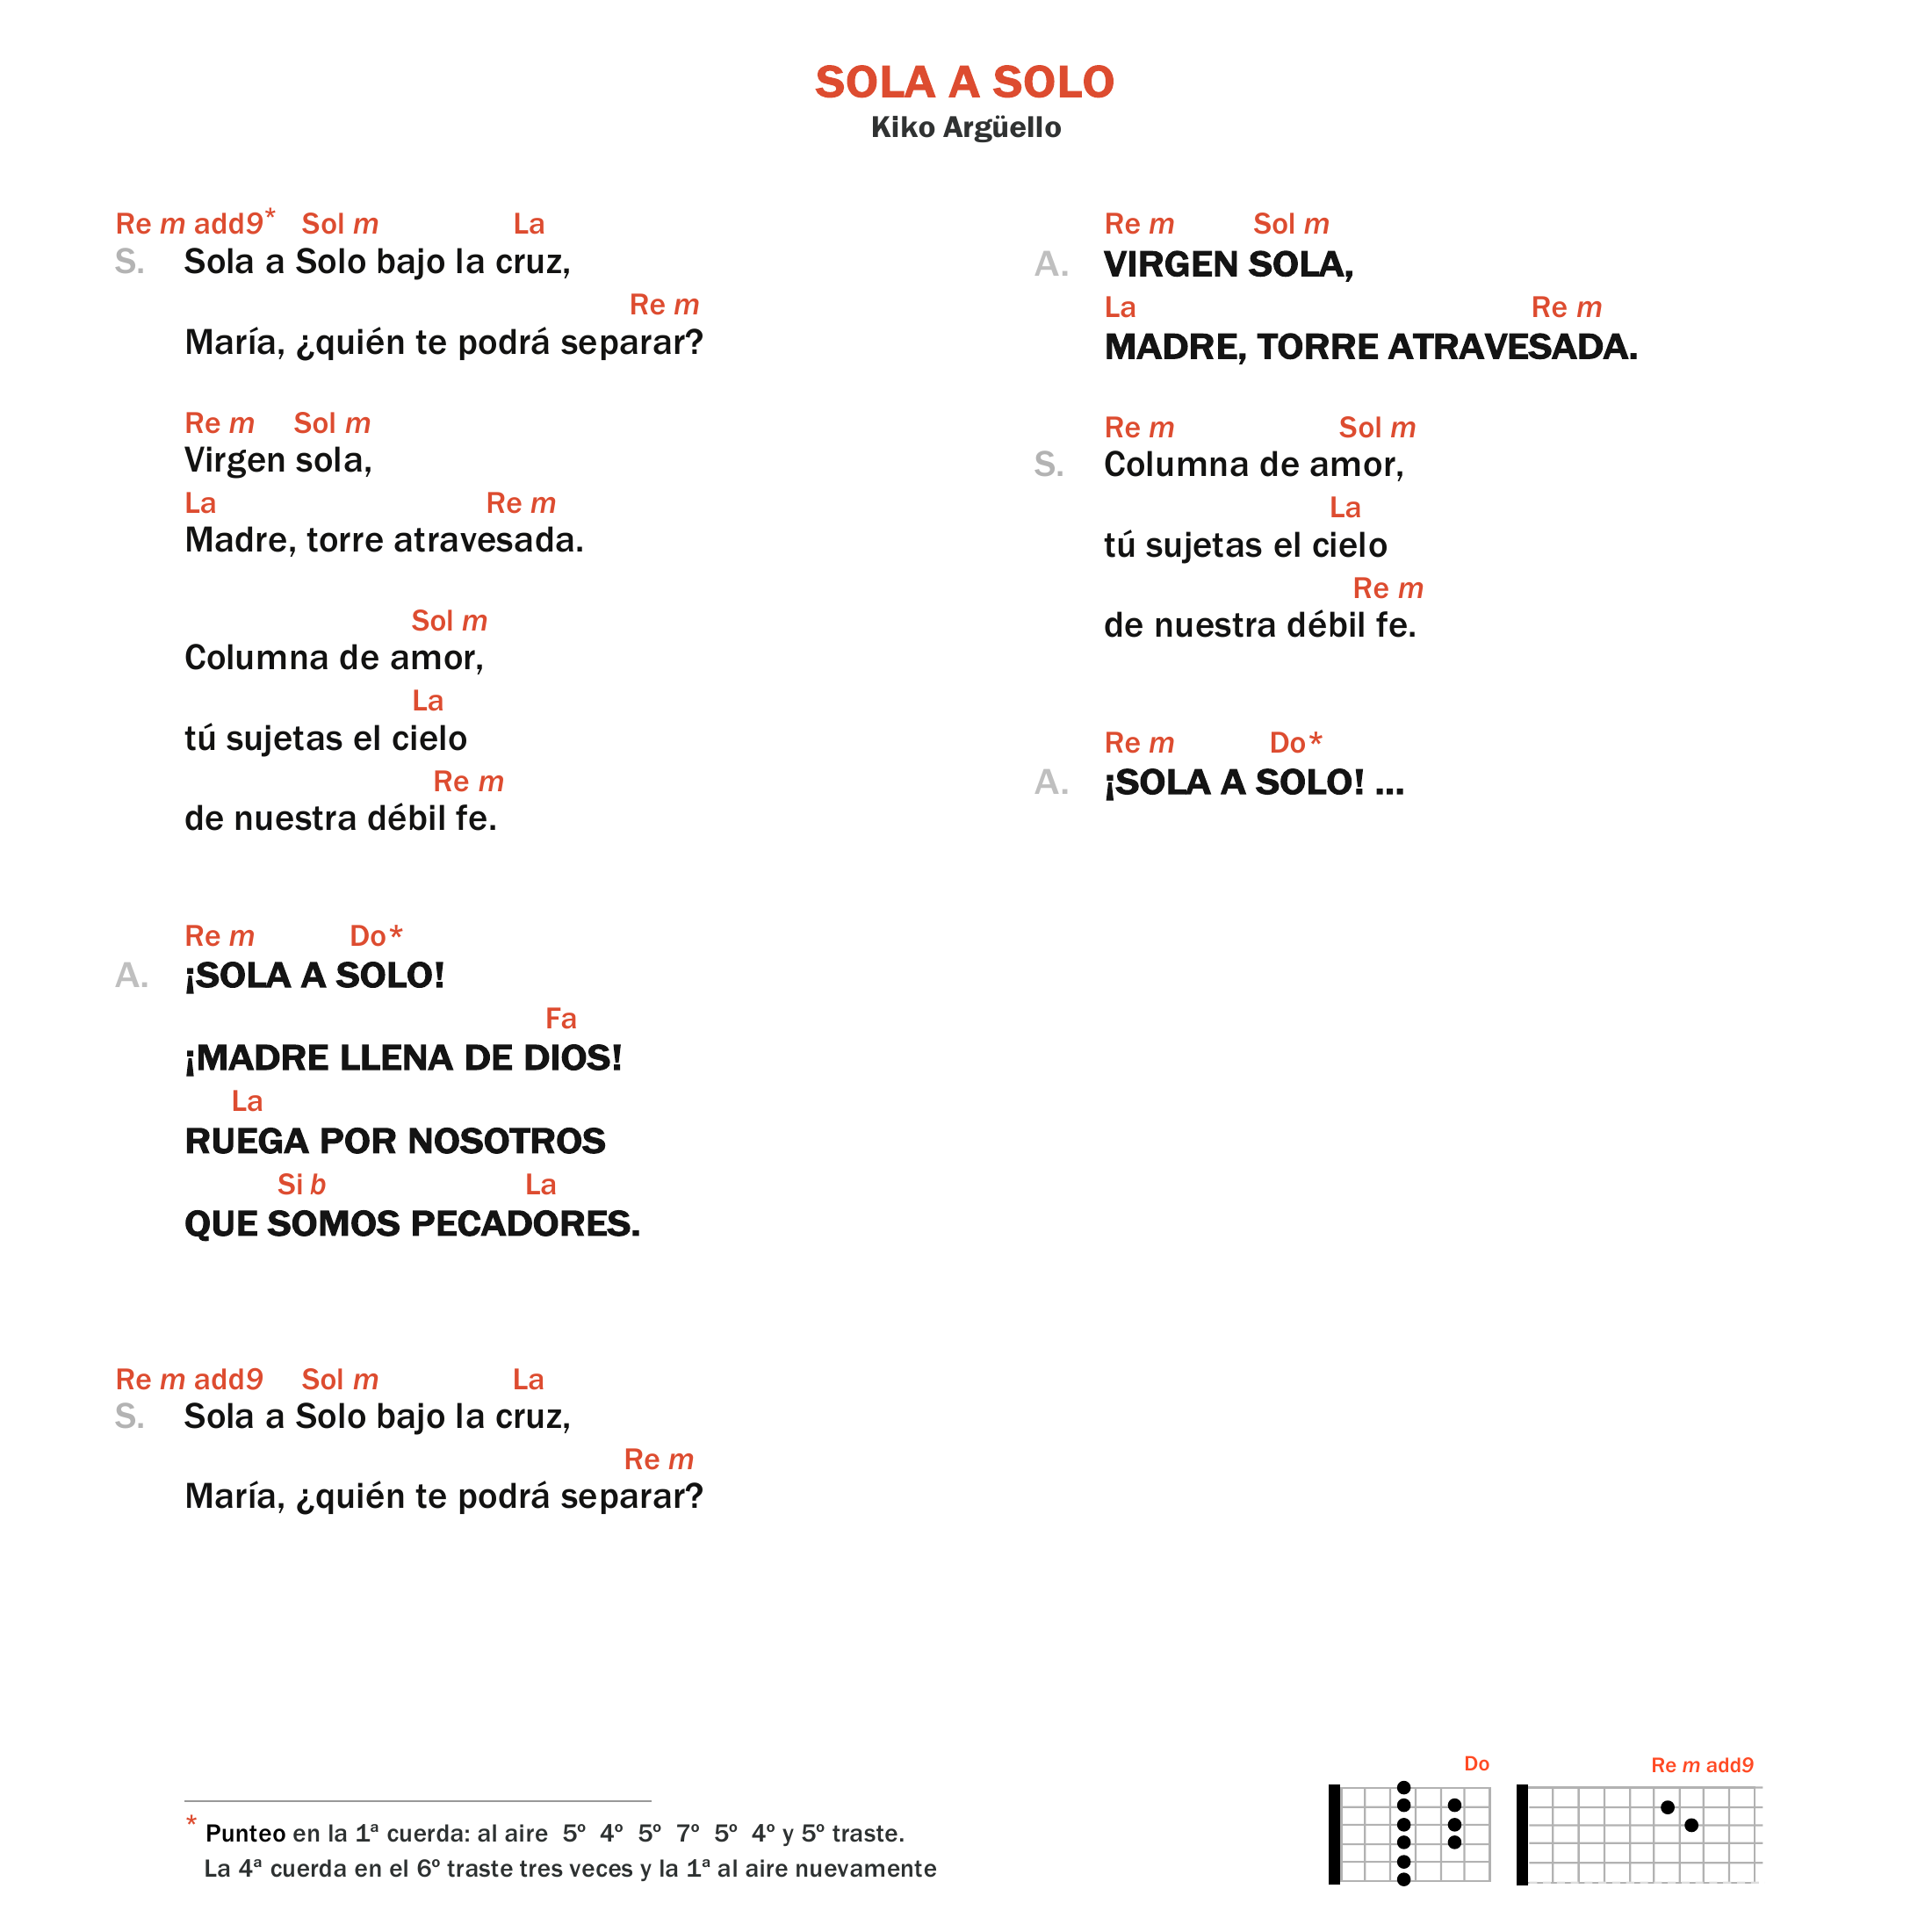 SOLA A SOLO
Kiko Argüello
Re m add9* Sol m La
S. Sola a Solo bajo la cruz,
Re m
María, ¿quién te podrá separar?
Re m Sol m
Virgen sola,
La Re m
Madre, torre atravesada.
Sol m
Columna de amor,
La
tú sujetas el cielo
Re m
de nuestra débil fe.
Re m Do*
A. ¡SOLA A SOLO!
Fa
¡MADRE LLENA DE DIOS!
La
RUEGA POR NOSOTROS
Si b La
QUE SOMOS PECADORES.
Re m add9 Sol m La
S. Sola a Solo bajo la cruz,
Re m
María, ¿quién te podrá separar?
Re m Sol m
A. VIRGEN SOLA,
La Re m
MADRE, TORRE ATRAVESADA.
Re m Sol m
S. Columna de amor,
La
tú sujetas el cielo
Re m
de nuestra débil fe.
Re m Do*
A. ¡SOLA A SOLO! ...
* Punteo en la 1ª cuerda: al aire 5º 4º 5º 7º 5º 4º y 5º traste.
La 4ª cuerda en el 6º traste tres veces y la 1ª al aire nuevamente
Do
Re m add9